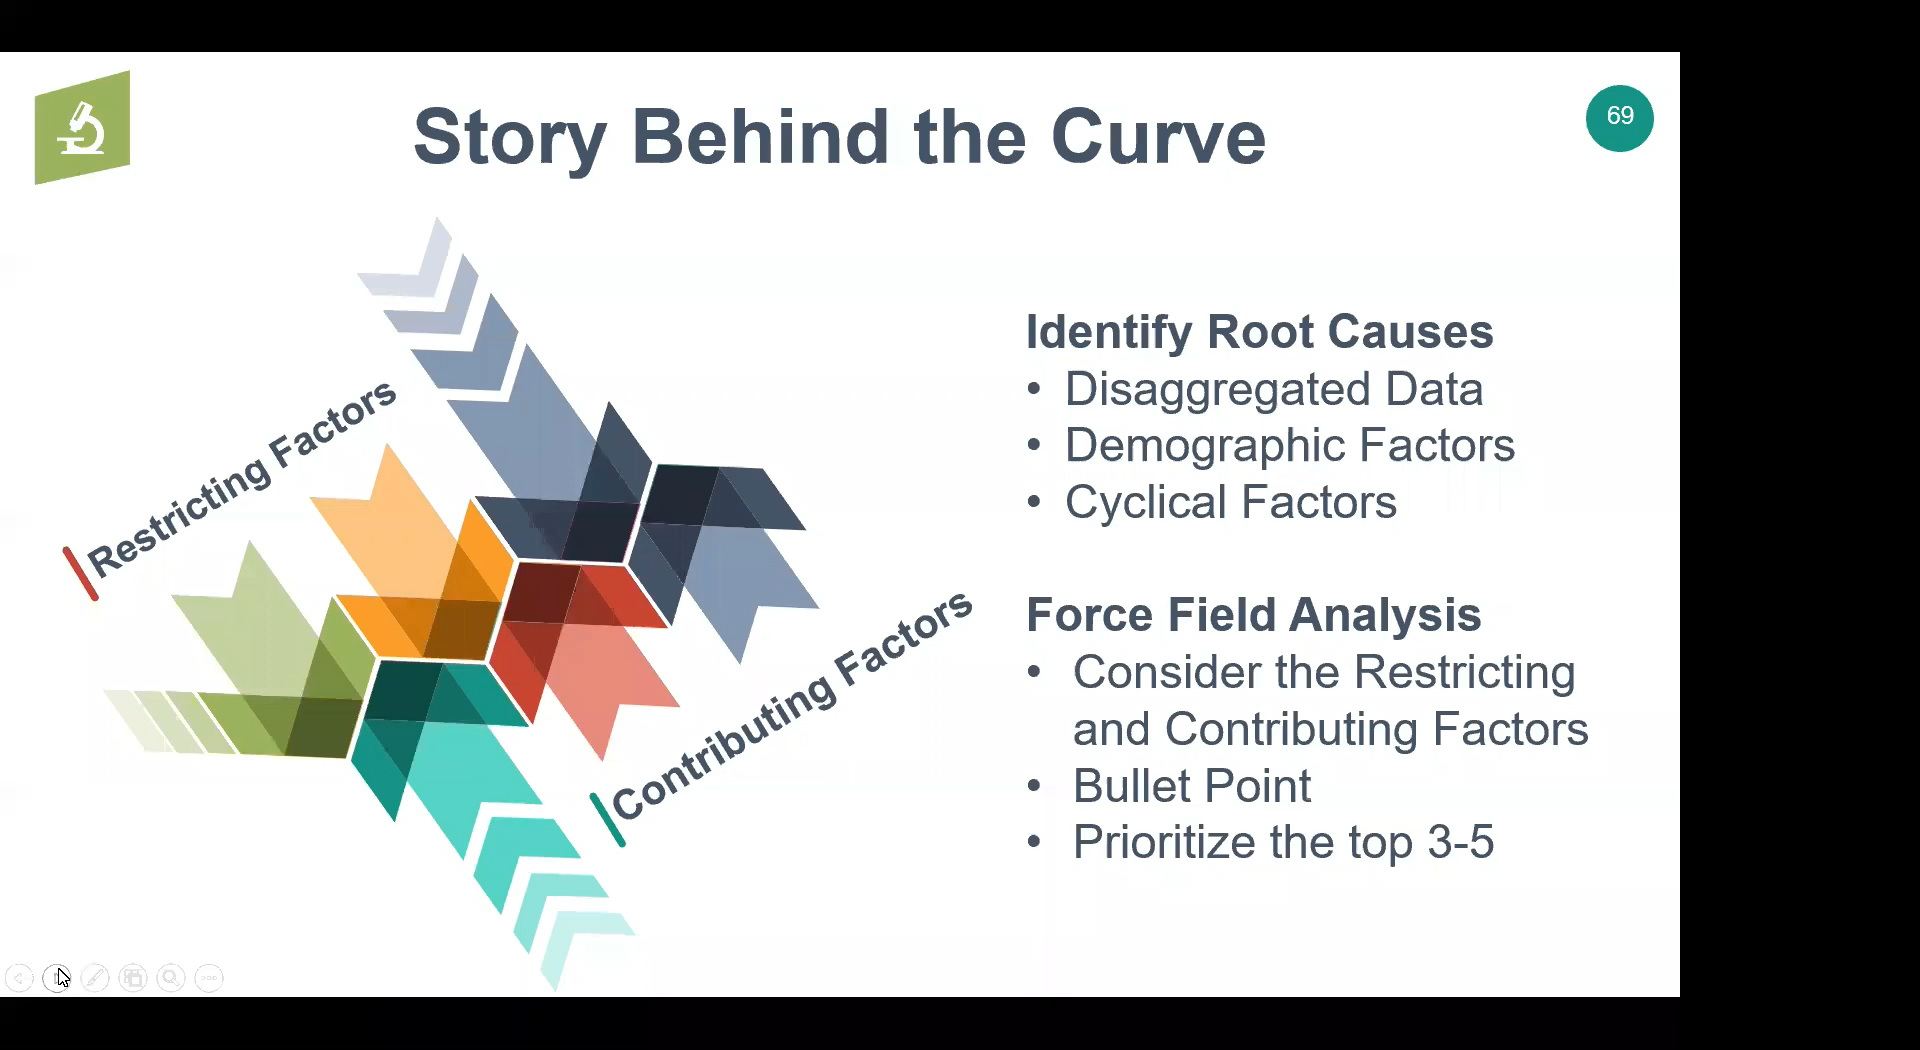 Story Behind the Curve
69
Restricting Factors
Contributing Factors
Identify Root Causes
• Disaggregated Data
• Demographic Factors
• Cyclical Factors
Force Field Analysis
• Consider the Restricting
and Contributing Factors
• Bullet Point
• Prioritize the top 3-5